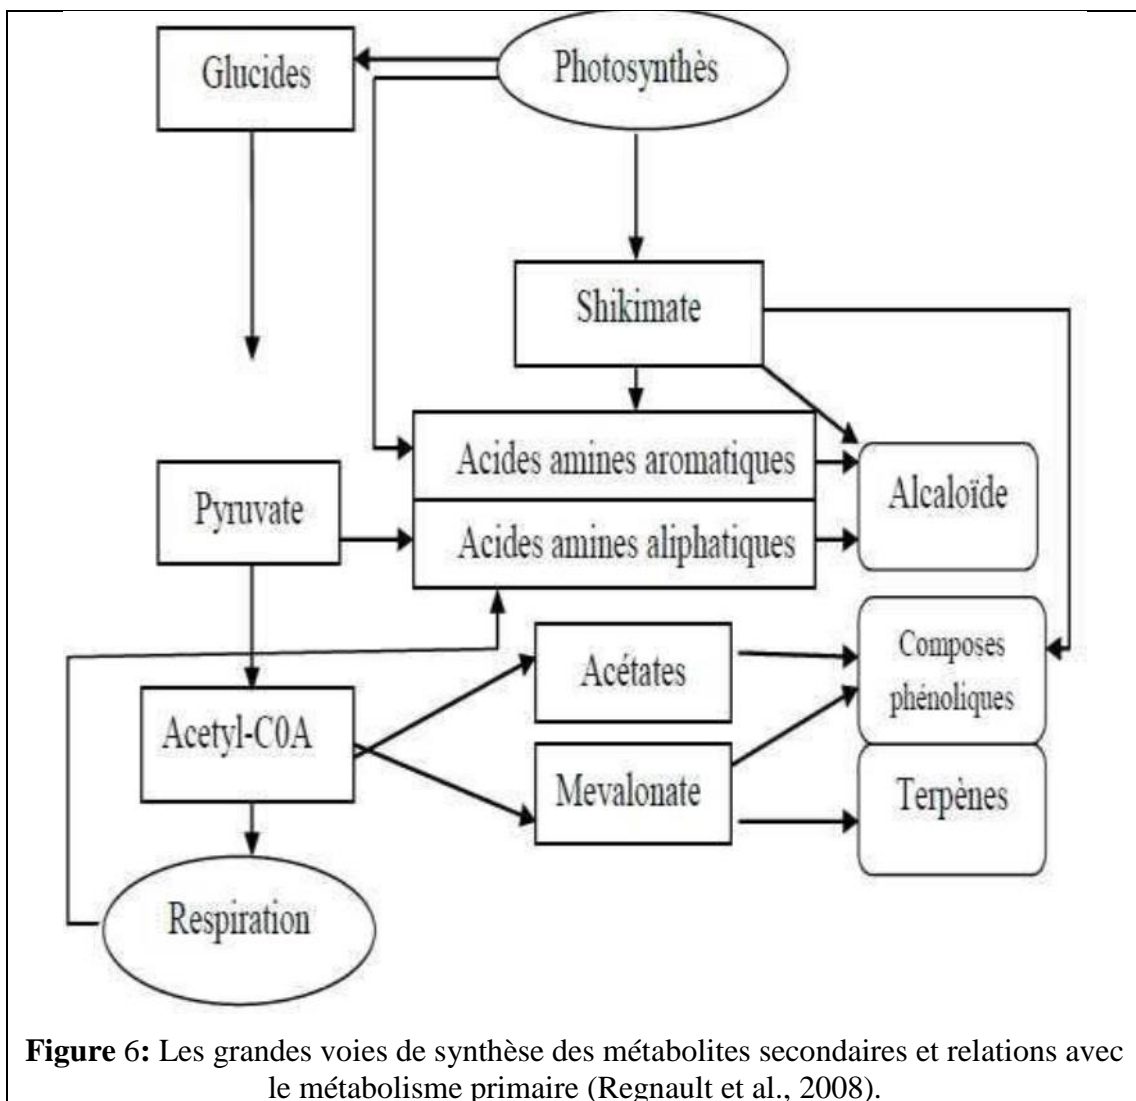 Glucides
Photosynthès
Shikimate
Acides amines aromatiques
Alcaloïde
Pyruvate
Acides amines aliphatiques
Acétates
Composes
phénoliques
Acetyl-C0A
Mevalonate
Terpènes
Respiration
Figure 6: Les grandes voies de synthèse des métabolites secondaires et relations avec
le métabolisme primaire (Regnault et al., 2008).